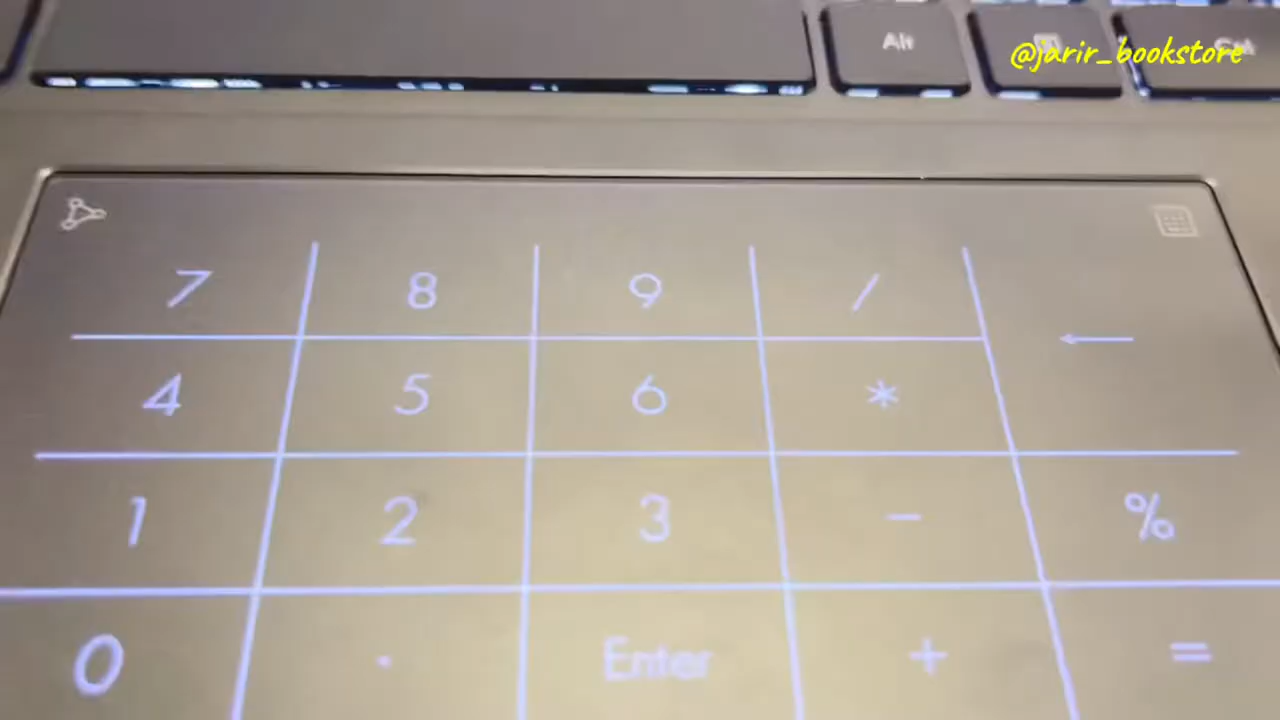 Alt
@jarir_bookstore
7 8 9 /
←
4 5 6 *
1 2 3 - %
0 . Enter + =